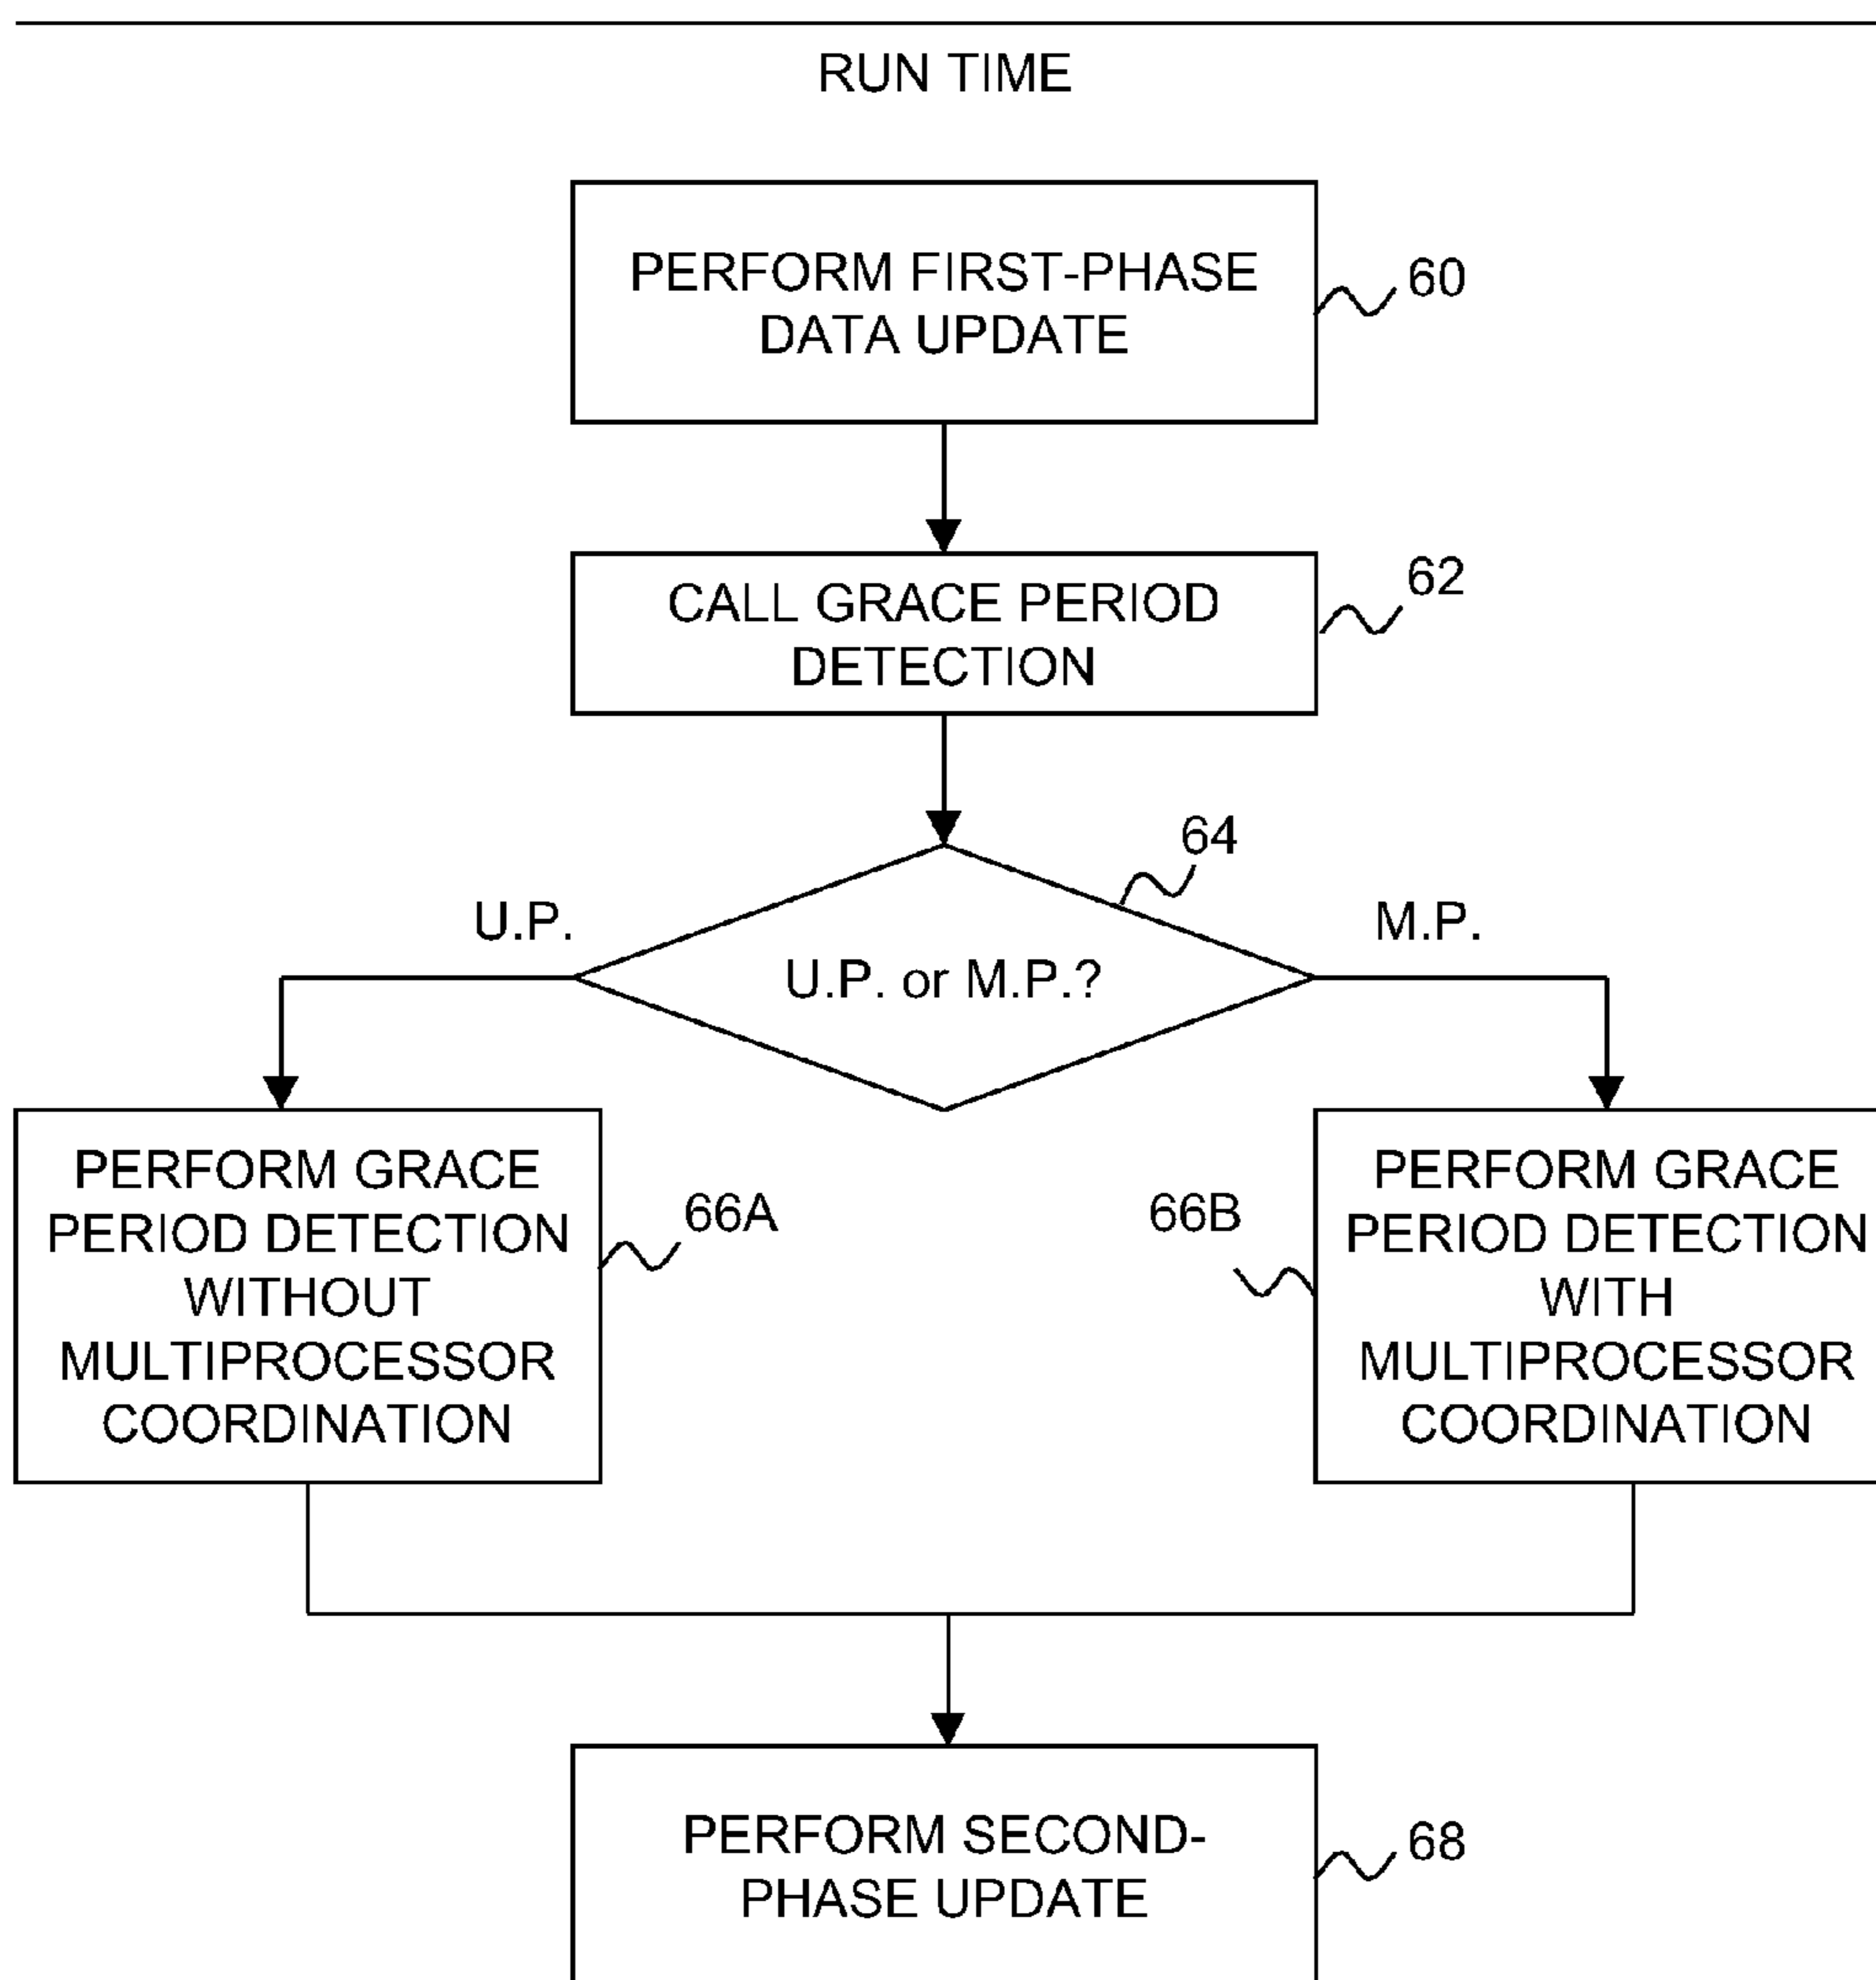 RUN TIME
PERFORM FIRST-PHASE
DATA UPDATE
60
CALL GRACE PERIOD
DETECTION
62
64
U.P.
U.P. or M.P.?
M.P.
PERFORM GRACE
PERIOD DETECTION
WITHOUT
MULTIPROCESSOR
COORDINATION
66A
66B
PERFORM GRACE
PERIOD DETECTION
WITH
MULTIPROCESSOR
COORDINATION
PERFORM SECOND-
PHASE UPDATE
68